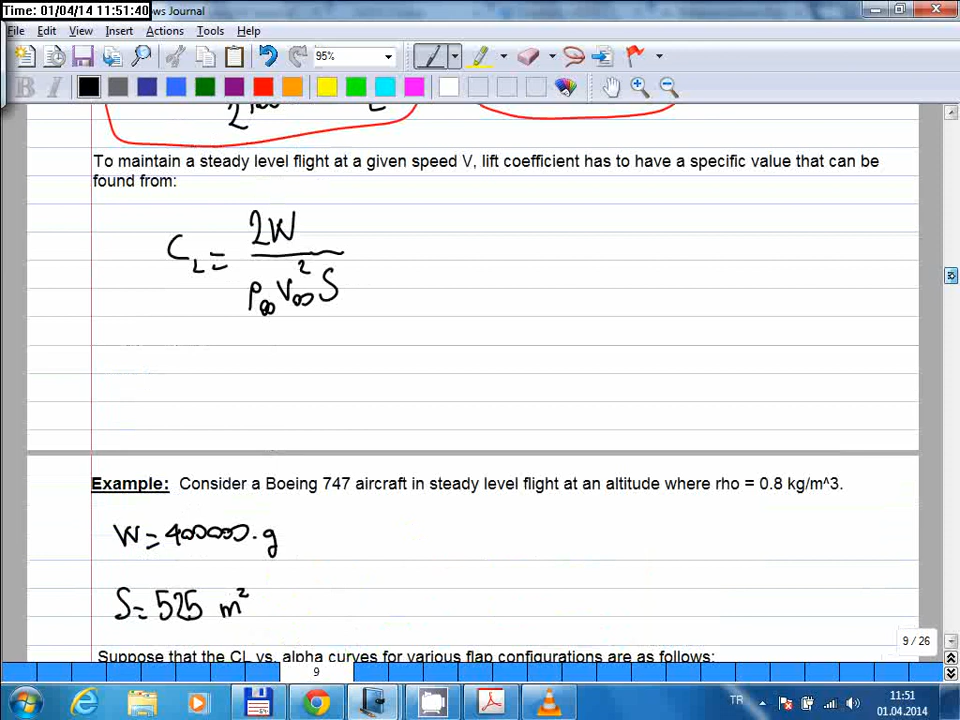 Time: 01/04/14 11:51:40 ows Journal
File Edit View Insert Actions Tools Help
95%
B I
2
To maintain a steady level flight at a given speed V, lift coefficient has to have a specific value that can be
found from:
C_L = 2W / ρ∞ V∞² S
Example: Consider a Boeing 747 aircraft in steady level flight at an altitude where rho = 0.8 kg/m^3.
W = 400000.g
S = 525 m²
9 / 26
Suppose that the CL vs. alpha curves for various flap configurations are as follows:
9
TR 11:51
01.04.2014